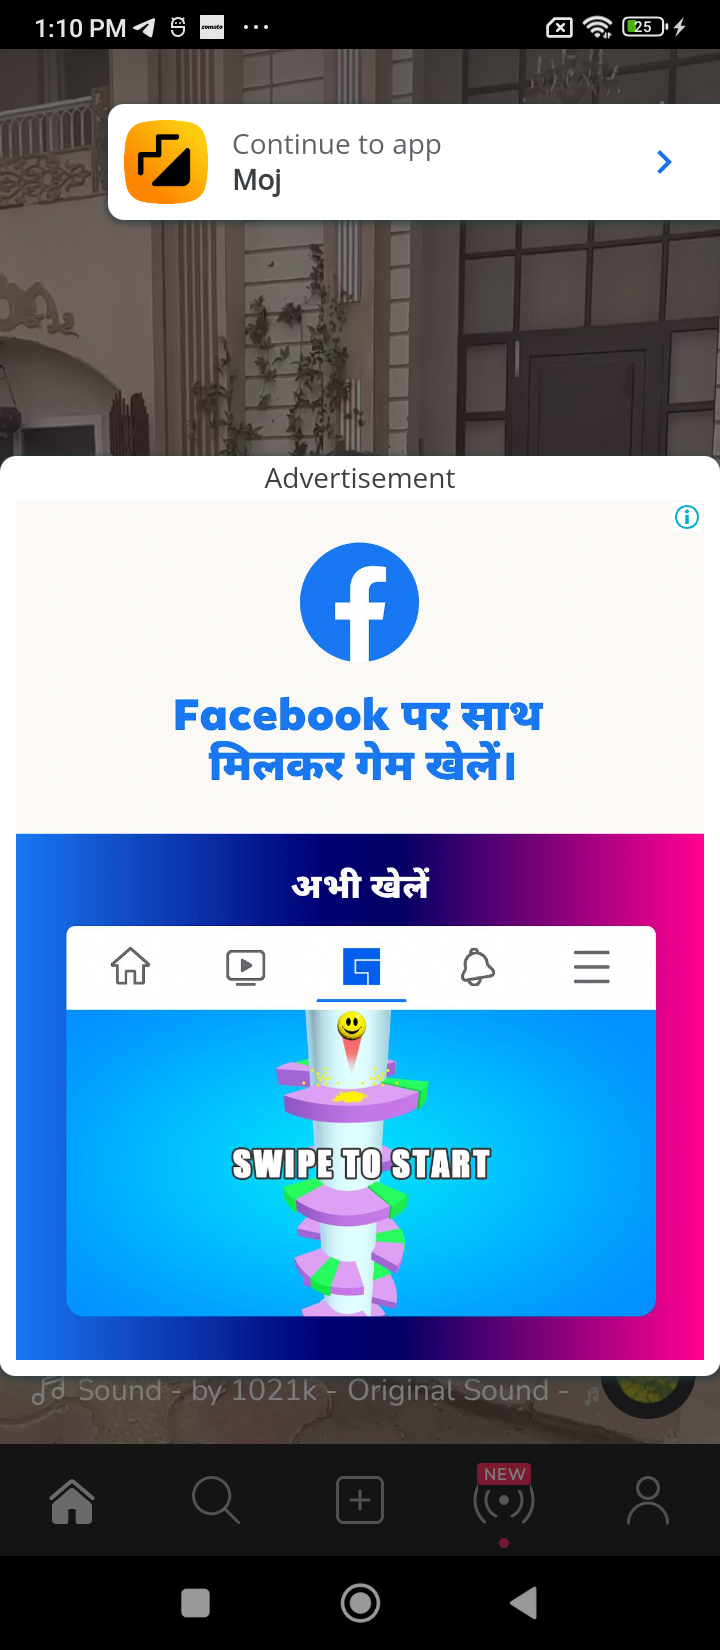 1:10 PM
zomato
25
Continue to app
Moj
Advertisement
Facebook पर साथ
मिलकर गेम खेलें।
अभी खेलें
SWIPE TO START
Sound - by 1021k - Original Sound -
NEW